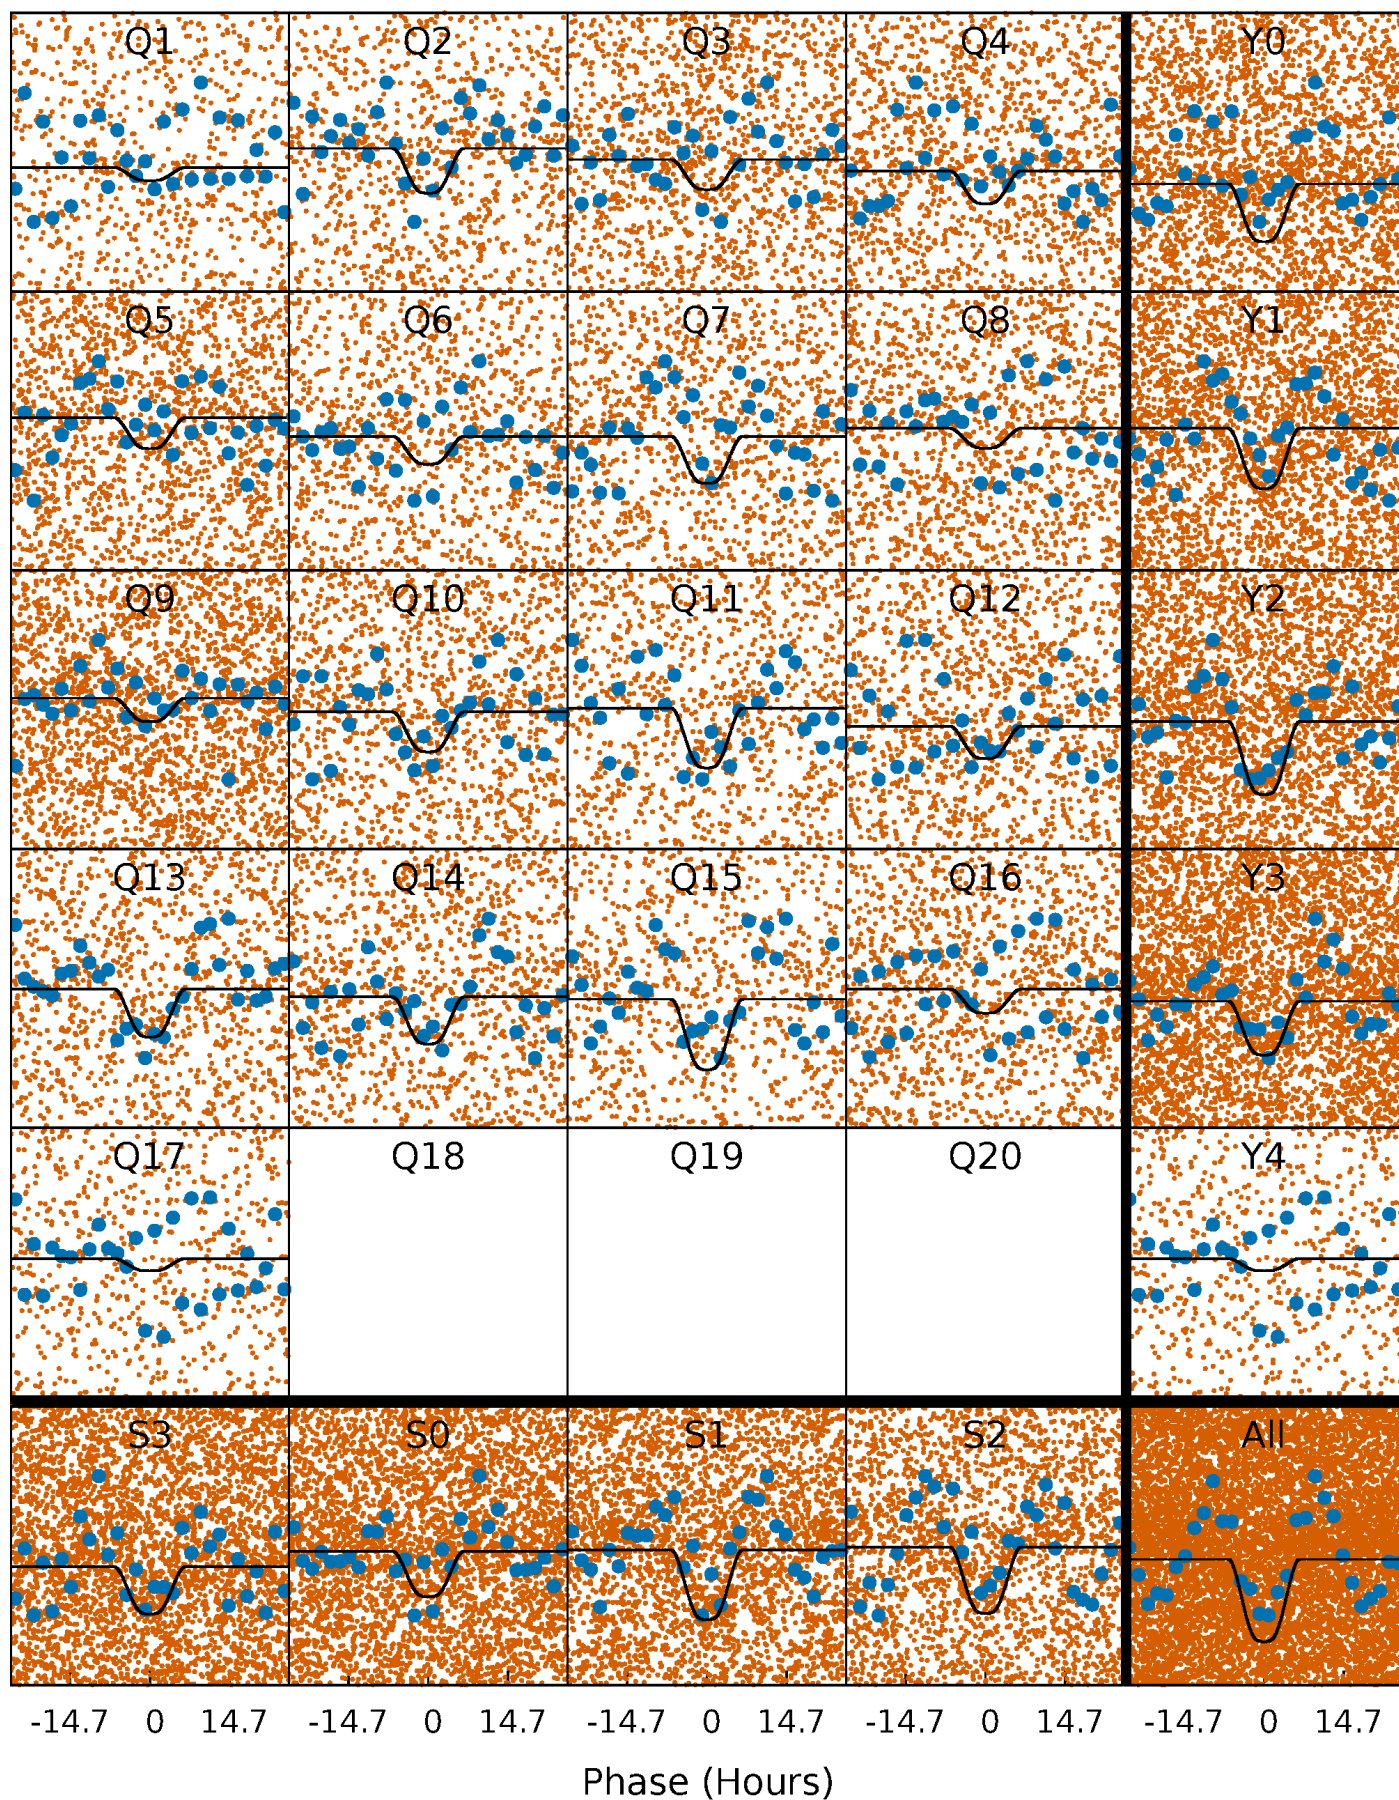 Q1 Q2 Q3 Q4 Y0
Q5 Q6 Q7 Q8 Y1
Q9 Q10 Q11 Q12 Y2
Q13 Q14 Q15 Q16 Y3
Q17 Q18 Q19 Q20 Y4
S3 S0 S1 S2 All
-14.7 0 14.7 -14.7 0 14.7 -14.7 0 14.7 -14.7 0 14.7 -14.7 0 14.7
Phase (Hours)